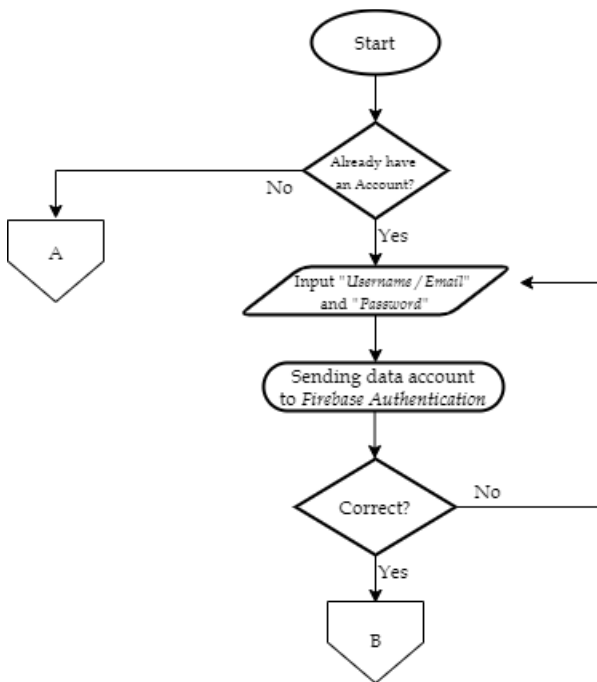 Start
Already have
an Account?
No
A
Yes
Input "Username / Email"
and "Password"
Sending data account
to Firebase Authentication
Correct?
No
Yes
B